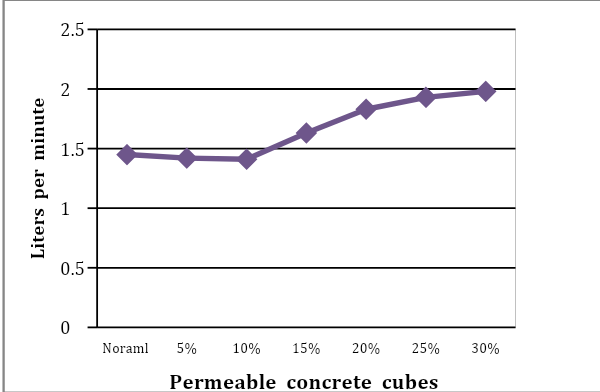 2.5
2
1.5
1
0.5
0
Liters per minute
Noraml 5% 10% 15% 20% 25% 30%
Permeable concrete cubes